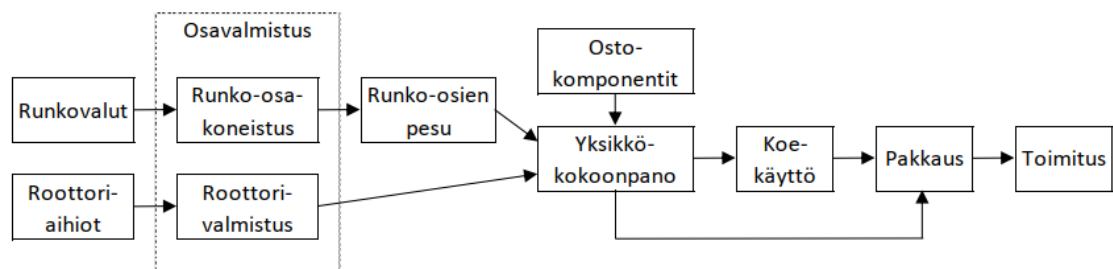 Osavalmistus
Osto-
komponentit
Runkovalut
Runko-osa-
koneistus
Runko-osien
pesu
Yksikkö-
kokoonpano
Koe-
käyttö
Pakkaus
Toimitus
Roottori-
aihiot
Roottori-
valmistus